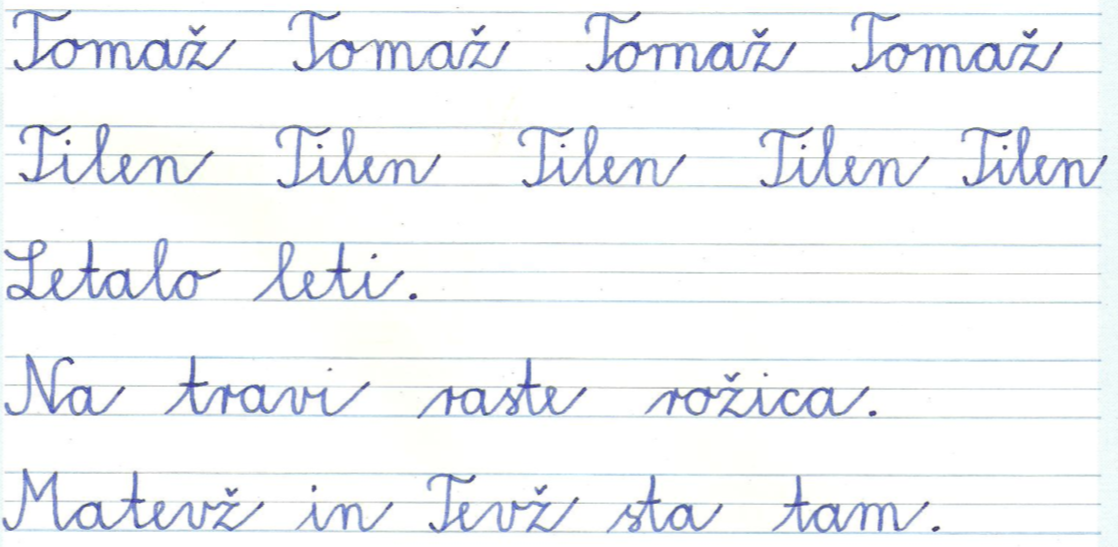 Tomaž Tomaž Tomaž Tomaž
Tilen Tilen Tilen Tilen Tilen
Letalo leti.
Na travi raste rožica.
Matevž in Tevž sta tam.